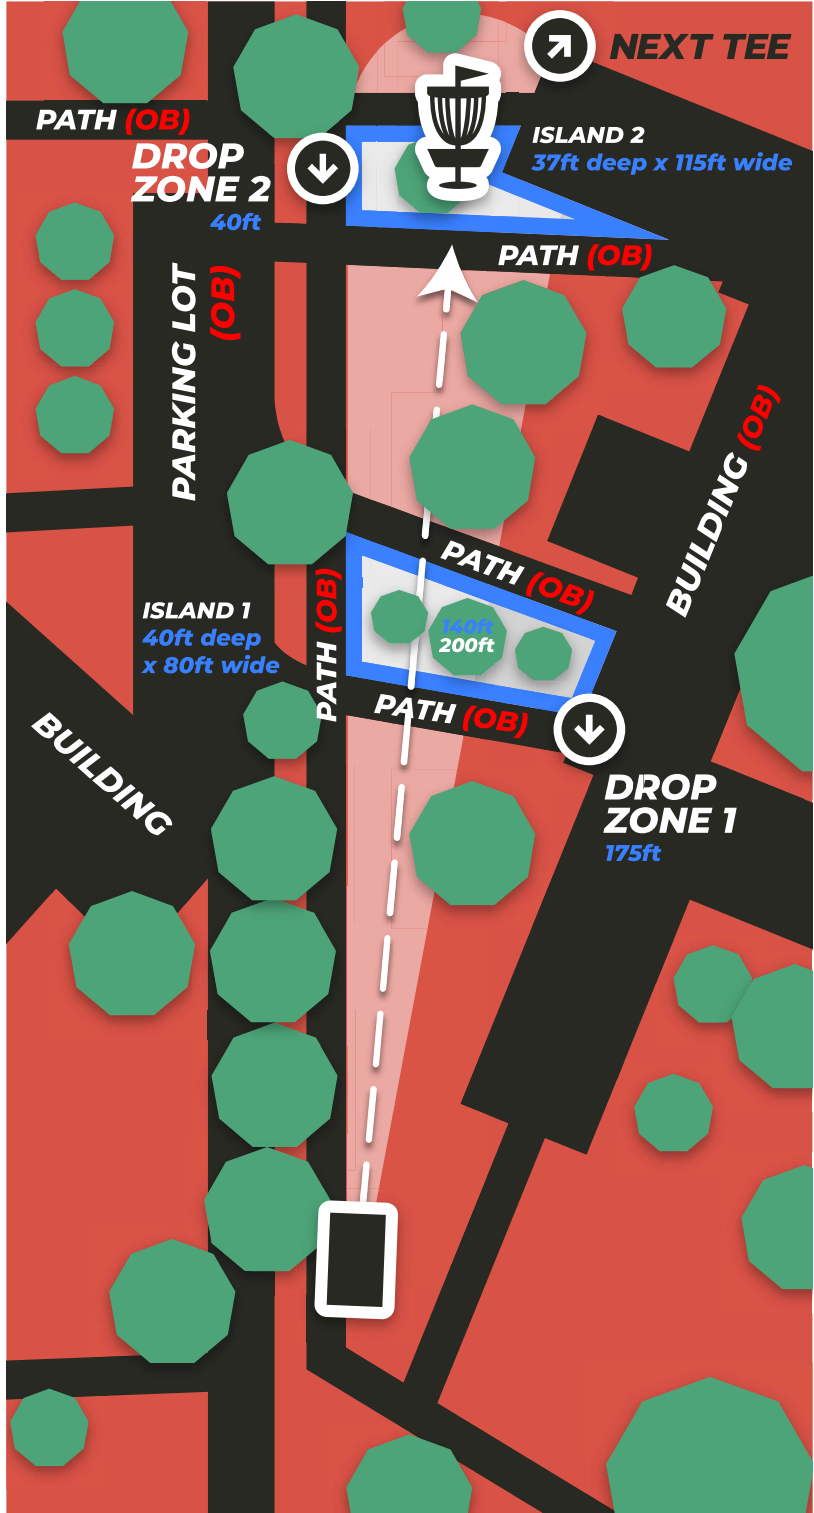 NEXT TEE
PATH (OB)
ISLAND 2
37ft deep x 115ft wide
DROP
ZONE 2
40ft
PATH (OB)
PARKING LOT
(OB)
BUILDING (OB)
PATH (OB)
PATH (OB)
ISLAND 1
40ft deep
x 80ft wide
140ft
200ft
PATH (OB)
BUILDING
DROP
ZONE 1
175ft